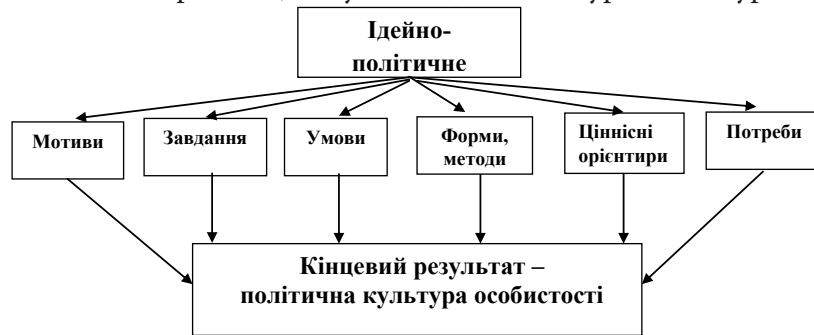 Ідейно-
політичне
Мотиви
Завдання
Умови
Форми,
методи
Ціннісні
орієнтири
Потреби
Кінцевий результат –
політична культура особистості